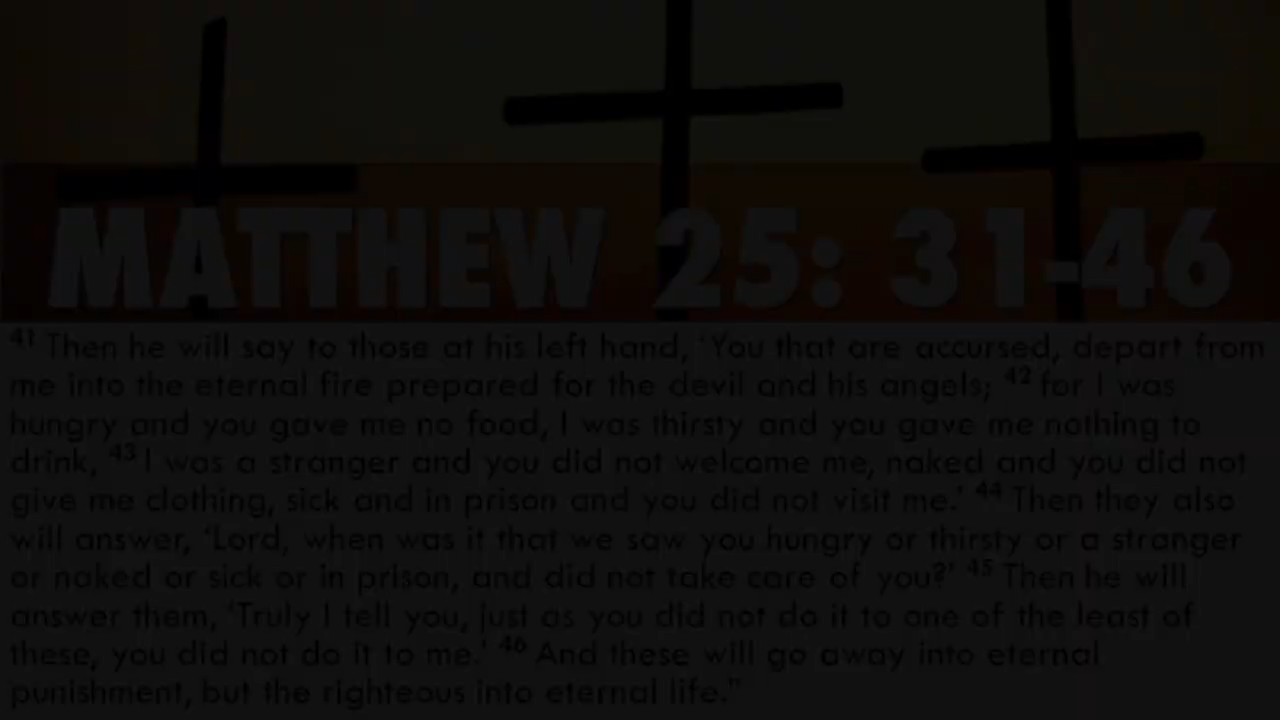 MATTHEW 25: 31-46
41 Then he will say to those at his left hand, ‘You that are accursed, depart from
me into the eternal fire prepared for the devil and his angels; 42 for I was
hungry and you gave me no food, I was thirsty and you gave me nothing to
drink, 43 I was a stranger and you did not welcome me, naked and you did not
give me clothing, sick and in prison and you did not visit me.’ 44 Then they also
will answer, ‘Lord, when was it that we saw you hungry or thirsty or a stranger
or naked or sick or in prison, and did not take care of you?’ 45 Then he will
answer them, ‘Truly I tell you, just as you did not do it to one of the least of
these, you did not do it to me.’ 46 And these will go away into eternal
punishment, but the righteous into eternal life.”